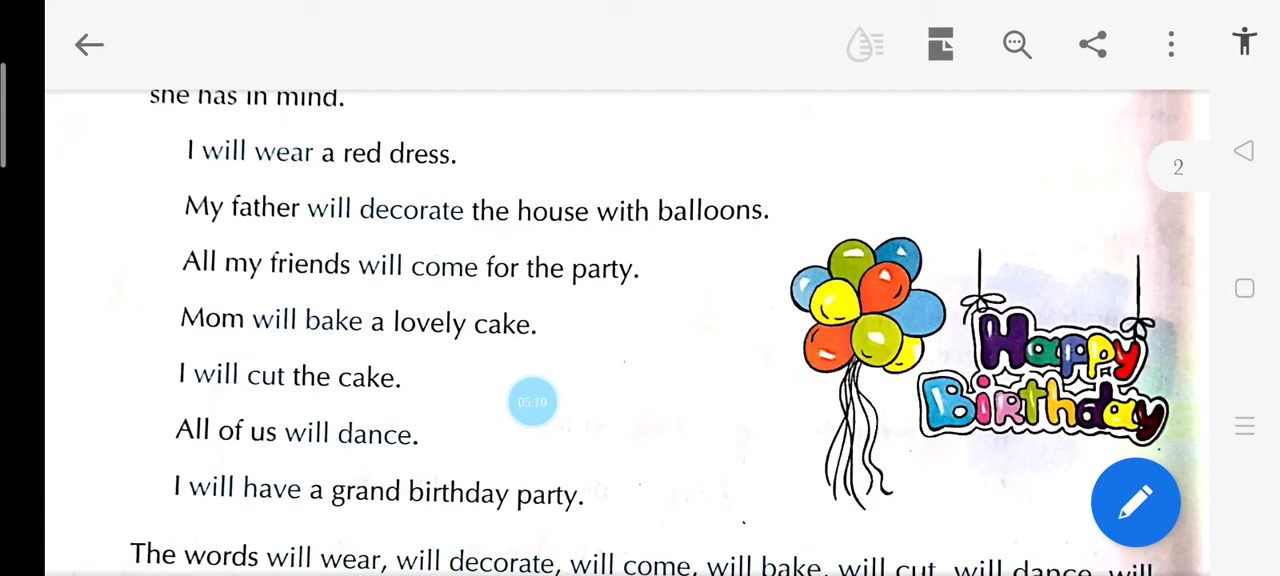 she has in mind.
2
I will wear a red dress.
My father will decorate the house with balloons.
All my friends will come for the party.
Mom will bake a lovely cake.
I will cut the cake.
All of us will dance.
I will have a grand birthday party.
Happy
Birthday
05:10
The words will wear, will decorate, will come, will bake, will cut, will dance, will